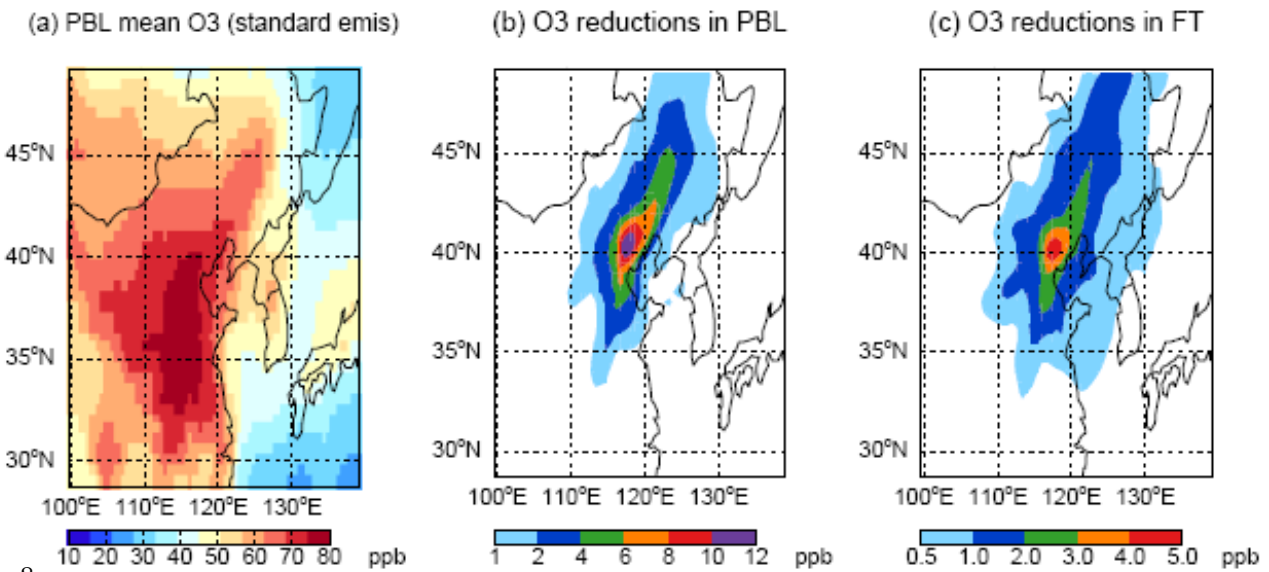 (a) PBL mean O3 (standard emis) (b) O3 reductions in PBL (c) O3 reductions in FT
45°N 45°N 45°N
40°N 40°N 40°N
35°N 35°N 35°N
30°N 30°N 30°N
100°E 110°E 120°E 130°E 100°E 110°E 120°E 130°E 100°E 110°E 120°E 130°E
10 20 30 40 50 60 70 80 ppb 1 2 4 6 8 10 12 ppb 0.5 1.0 2.0 3.0 4.0 5.0 ppb